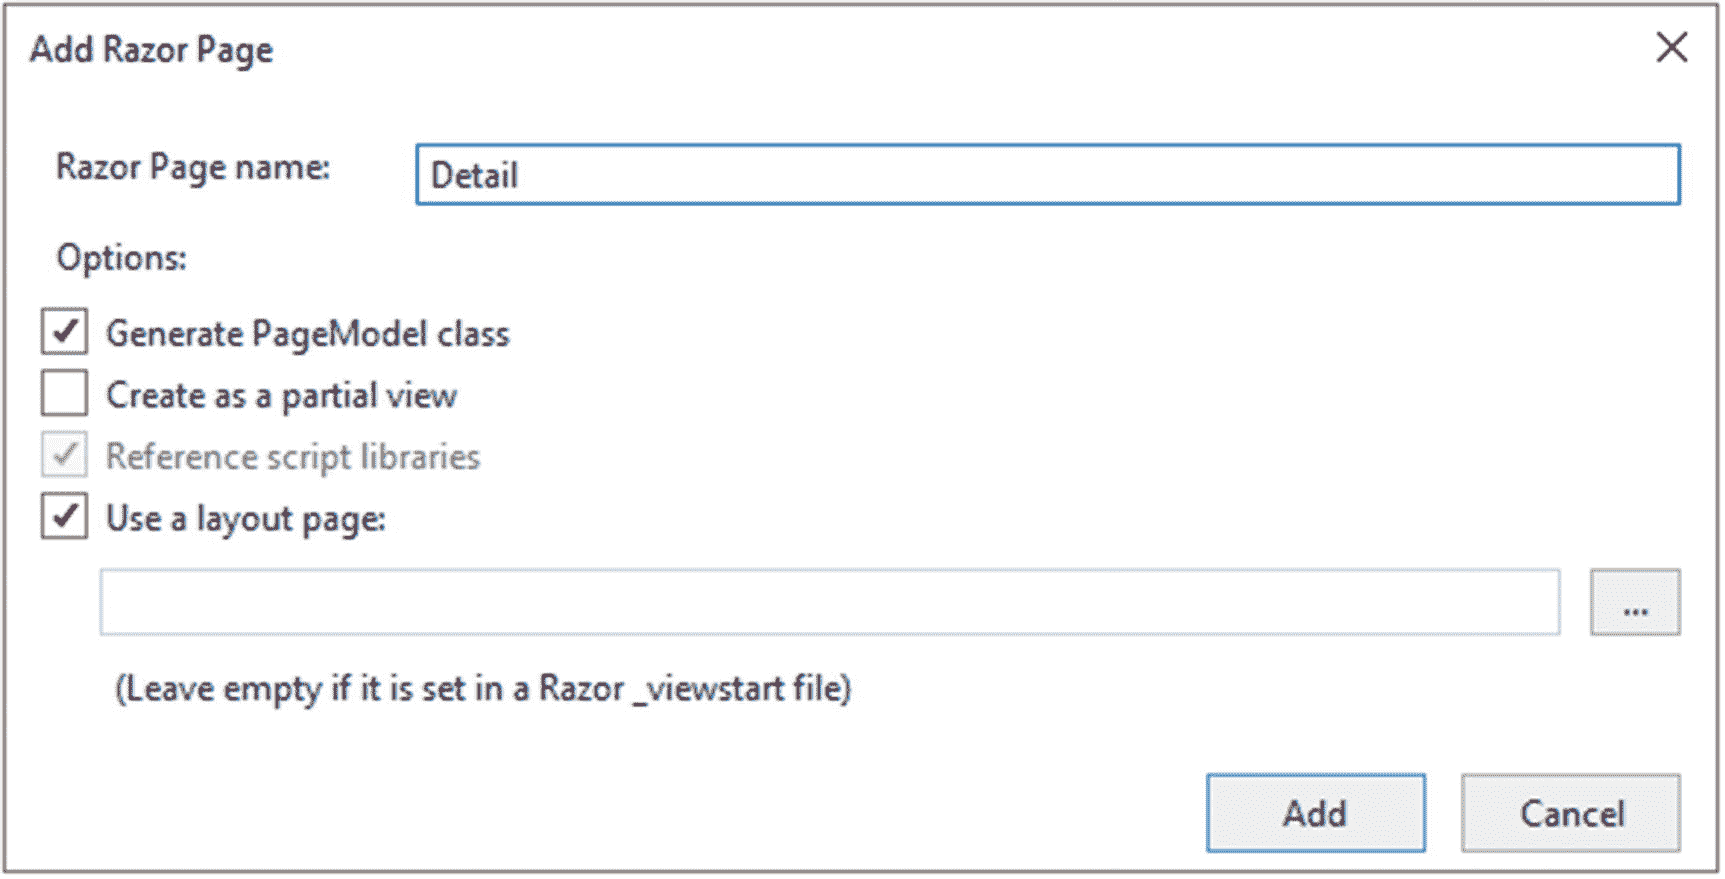 Add Razor Page
Razor Page name:
Detail
Options:
Generate PageModel class
Create as a partial view
Reference script libraries
Use a layout page:
...
(Leave empty if it is set in a Razor _viewstart file)
Add
Cancel